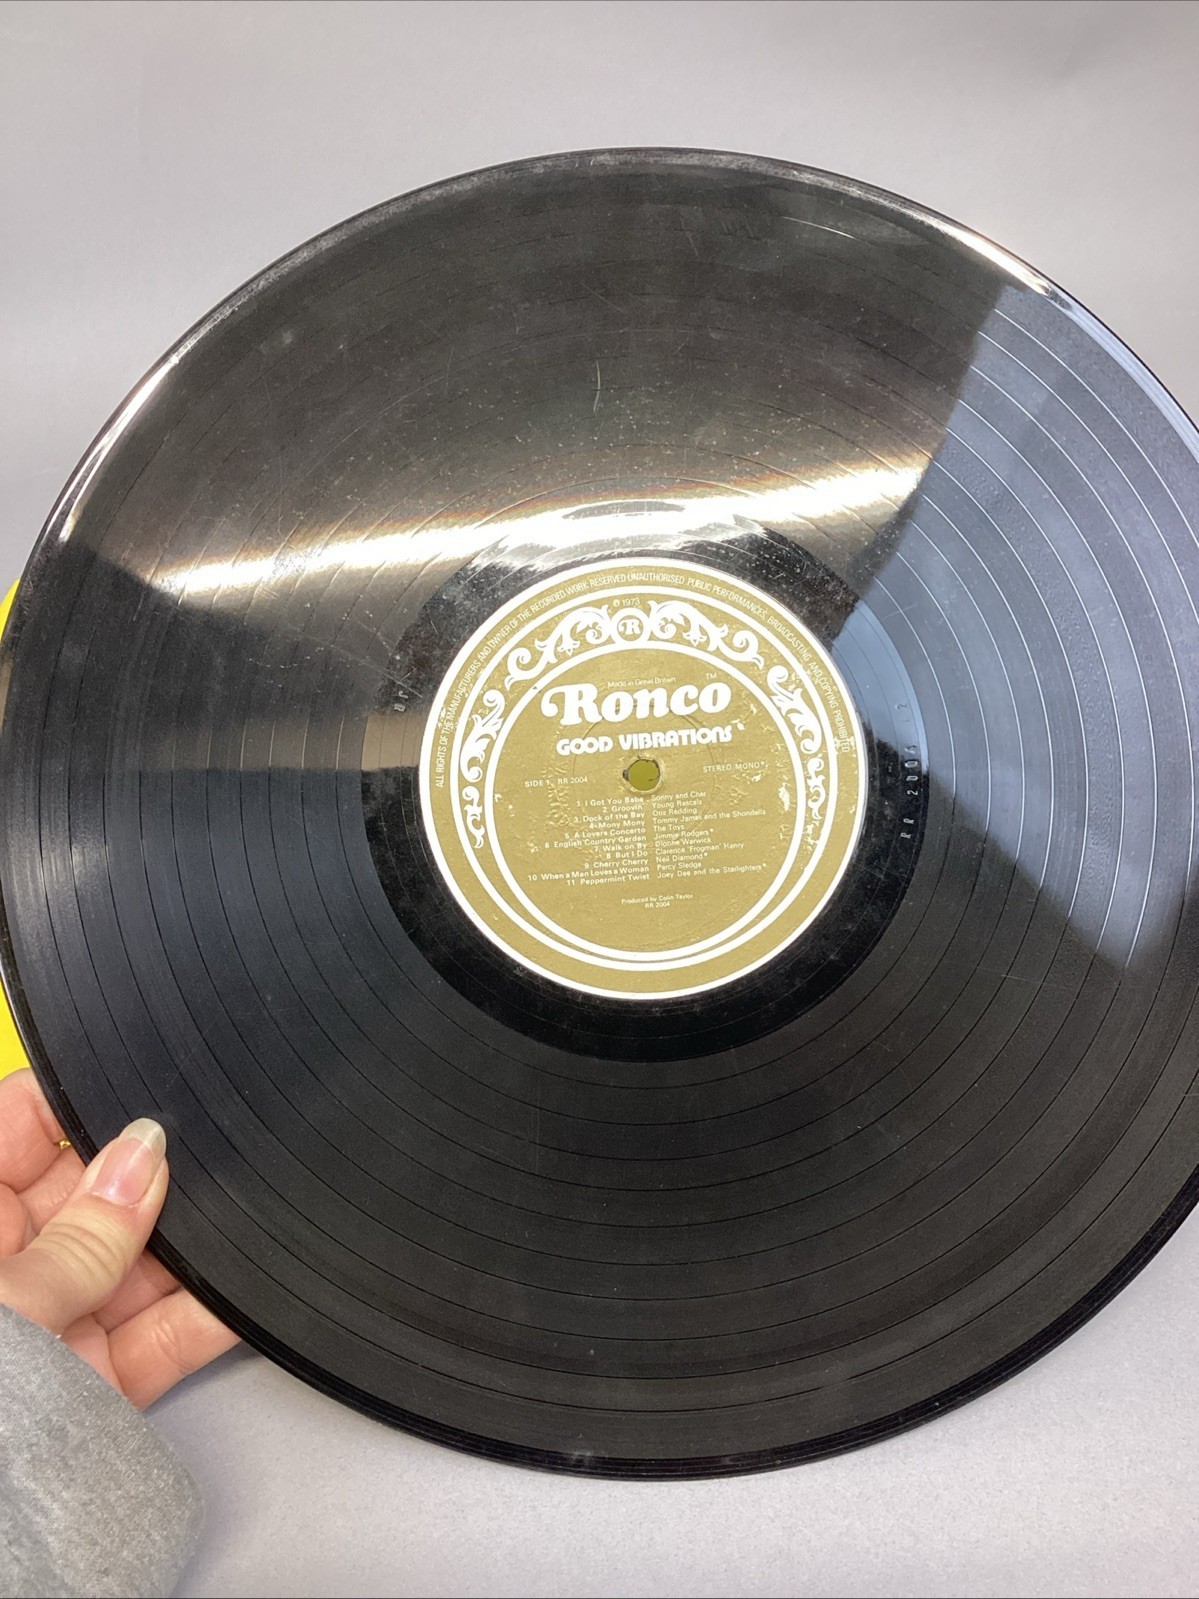 ALL RIGHTS OF THE MANUFACTURERS AND OWNER OF THE RECORDED WORK RESERVED UNAUTHORISED PUBLIC PERFORMANCES, BROADCASTING AND COPYING PROHIBITED
℗ 1973
R
Made in Great Britain
Ronco TM
GOOD VIBRATIONS
SIDE 1 RR 2004
STEREO MONO*
1. I Got You Babe Sonny and Cher
2. Groovin' Young Rascals
3. Dock of the Bay Otis Redding
4. Mony Mony Tommy James and the Shondells
5 A Lovers Concerto The Toys
6 English Country Garden Jimmie Rodgers*
7. Walk on By Dionne Warwick
8 But I Do Clarence 'Frogman' Henry
9. Cherry Cherry Neil Diamond*
10 When a Man Loves a Woman Percy Sledge
11 Peppermint Twist Joey Dee and the Starlighters*
Produced by Colin Taylor
RR 2004
RR 2004